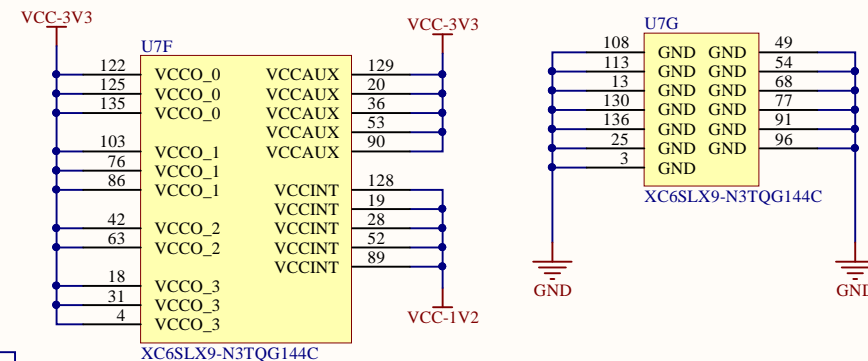 VCC-3V3
VCC-3V3
U7F
122 VCCO_0 VCCAUX 129
125 VCCO_0 VCCAUX 20
135 VCCO_0 VCCAUX 36
VCCAUX 53
103 VCCO_1 VCCAUX 90
76 VCCO_1
86 VCCO_1 VCCINT 128
VCCINT 19
42 VCCO_2 VCCINT 28
63 VCCO_2 VCCINT 52
VCCINT 89
18 VCCO_3
31 VCCO_3
4 VCCO_3
VCC-1V2
XC6SLX9-N3TQG144C
U7G
108 GND GND 49
113 GND GND 54
13 GND GND 68
130 GND GND 77
136 GND GND 91
25 GND GND 96
3 GND
XC6SLX9-N3TQG144C
GND
GND